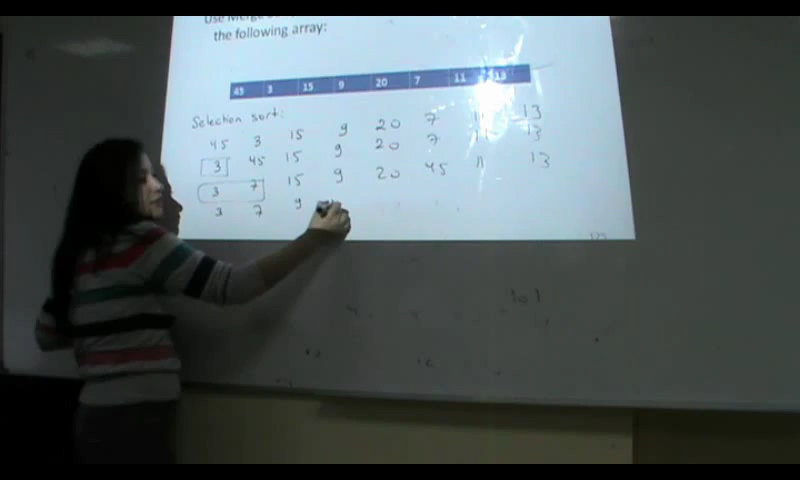 Use Merge
the following array:
45 3 15 9 20 7 11 13
Selection sort:
45 3 15 9 20 7 11 13
3 45 15 9 20 7 11 13
3 7 15 9 20 45 11 13
3 7 9